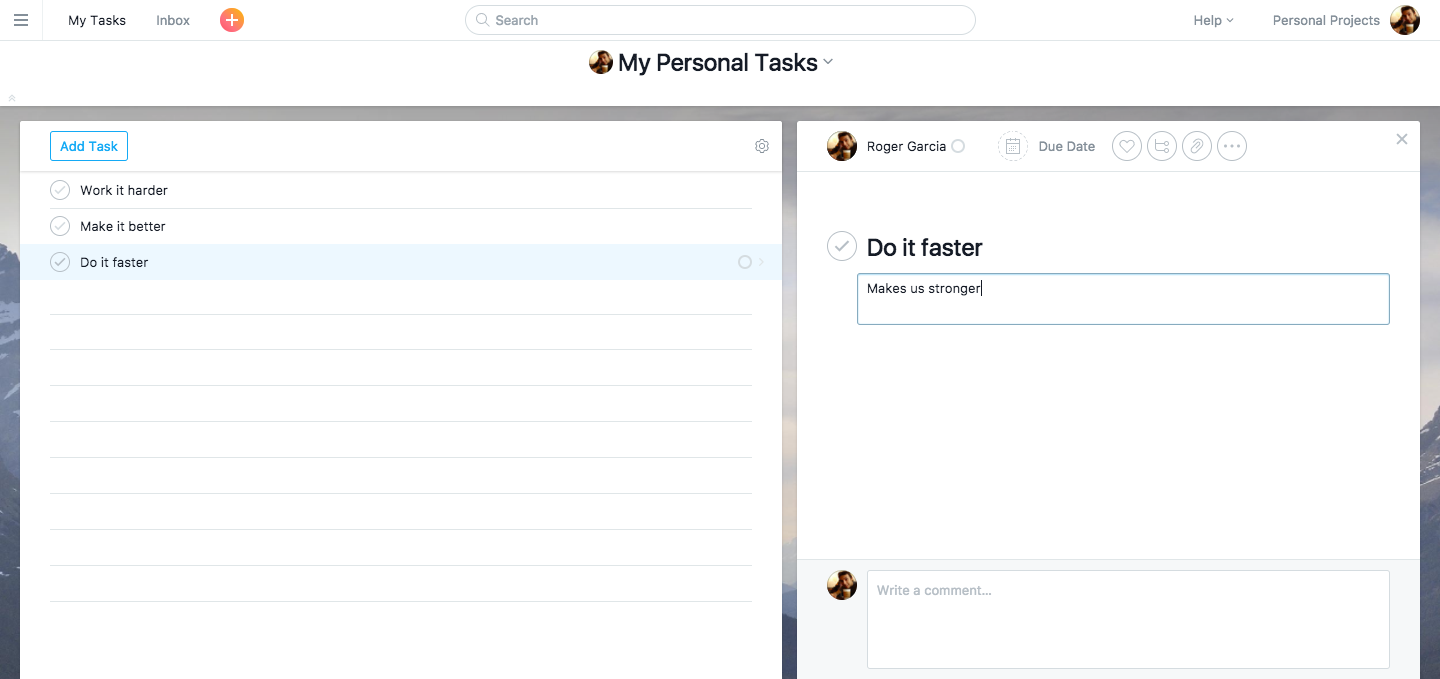 My Tasks
Inbox
Search
Help
Personal Projects
My Personal Tasks
Add Task
Work it harder
Make it better
Do it faster
Roger Garcia
Due Date
Do it faster
Makes us stronger
Write a comment...